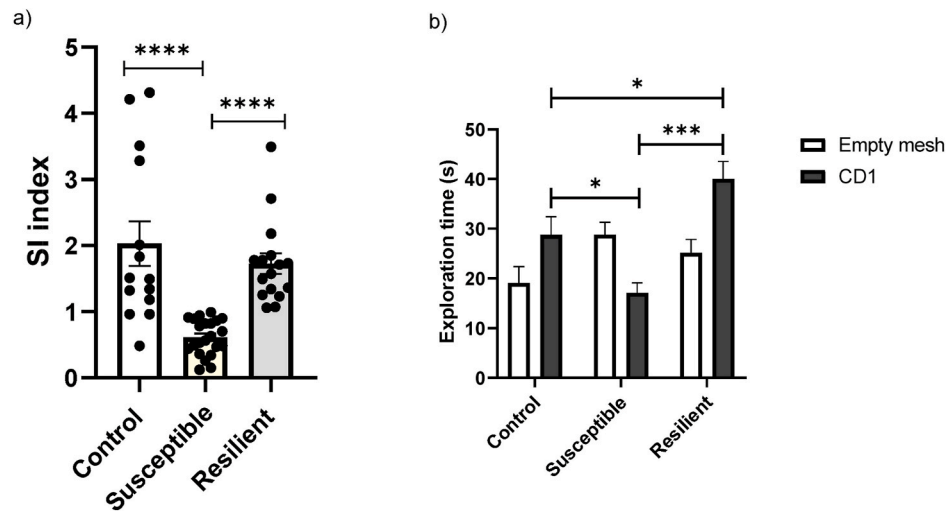 a)
****
****
5
4
3
2
1
0
SI index
Control
Susceptible
Resilient
b)
*
***
*
50
40
30
20
10
0
Exploration time (s)
Control
Susceptible
Resilient
Empty mesh
CD1